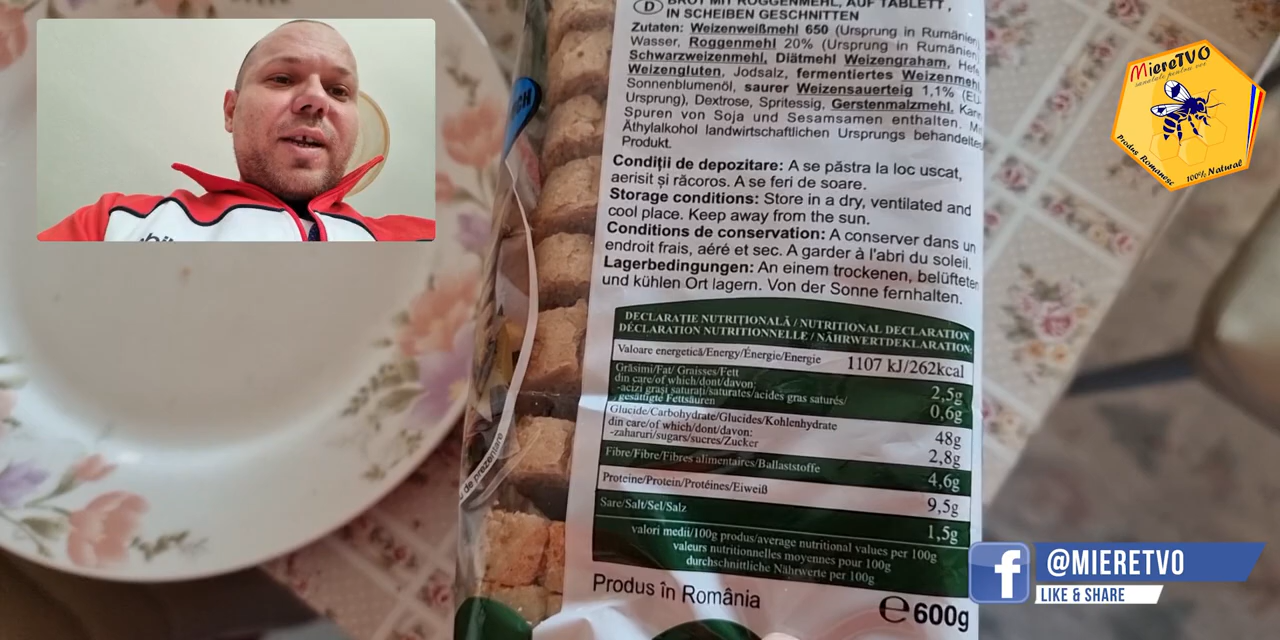 BROT MIT ROGGENMEHL, AUF TABLETT,
D
IN SCHEIBEN GESCHNITTEN
Zutaten: Weizenweißmehl 650 (Ursprung in Rumänien
Wasser, Roggenmehl 20% (Ursprung in Rumänien
Schwarzweizenmehl, Diätmehl Weizengraham, Hefe
Weizengluten, Jodsalz, fermentiertes Weizenmehl
Sonnenblumenöl, saurer Weizensauerteig 1,1% (EU-
Ursprung), Dextrose, Spritessig, Gerstenmalzmehl. Kann
Spuren von Soja und Sesamsamen enthalten. Mit
Äthylalkohol landwirtschaftlichen Ursprungs behandeltes
Produkt.
Condiții de depozitare: A se păstra la loc uscat,
aerisit și răcoros. A se feri de soare.
Storage conditions: Store in a dry, ventilated and
cool place. Keep away from the sun.
Conditions de conservation: A conserver dans un
endroit frais, aéré et sec. A garder à l'abri du soleil.
Lagerbedingungen: An einem trockenen, belüfteten
und kühlen Ort lagern. Von der Sonne fernhalten.
DECLARAȚIE NUTRIȚIONALĂ / NUTRITIONAL DECLARATION
DÉCLARATION NUTRITIONNELLE / NÄHRWERTDEKLARATION:
Valoare energetică/Energy/Énergie/Energie 1107 kJ/262kcal
Grăsimi/Fat/ Graisses/Fett 2,5g
din care/of which/dont/davon:
-acizi grași saturați/saturates/acides gras saturés/ 0,6g
gesättigte Fettsäuren
Glucide/Carbohydrate/Glucides/Kohlenhydrate 48g
din care/of which/dont/davon:
-zaharuri/sugars/sucres/Zucker 2,8g
Fibre/Fibre/Fibres alimentaires/Ballaststoffe 4,6g
Proteine/Protein/Protéines/Eiweiß 9,5g
Sare/Salt/Sel/Salz 1,5g
valori medii/100g produs/average nutritional values per 100g
valeurs nutritionnelles moyennes pour 100g
durchschnittliche Nährwerte per 100g
Produs în România
e 600g
de prezentare
MiereTVO
sanatate pentru voi
Produs Romanesc
100% Natural
f
@MIERETVO
LIKE & SHARE